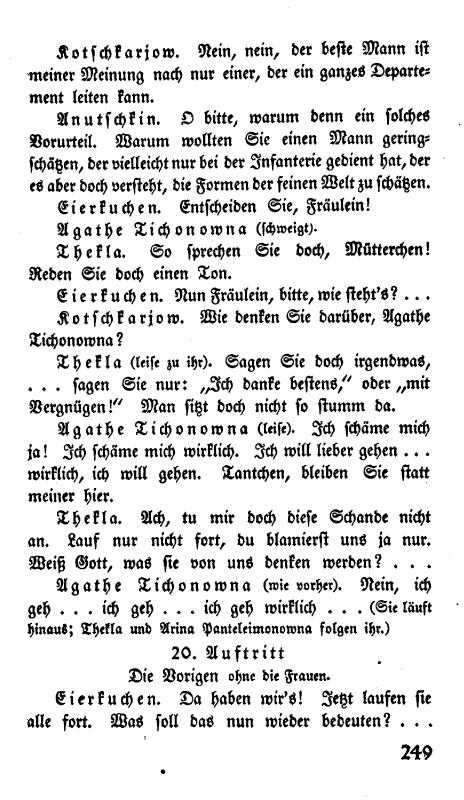 Kotschkarjow. Nein, nein, der beste Mann ist
meiner Meinung nach nur einer, der ein ganzes Departe-
ment leiten kann.
Anutschkin. O bitte, warum denn ein solches
Vorurteil. Warum wollten Sie einen Mann gering-
schätzen, der vielleicht nur bei der Infanterie gedient hat, der
es aber doch versteht, die Formen der feinen Welt zu schätzen.
Eierkuchen. Entscheiden Sie, Fräulein!
Agathe Tichonowna (schweigt).
Thekla. So sprechen Sie doch, Mütterchen!
Reden Sie doch einen Ton.
Eierkuchen. Nun Fräulein, bitte, wie steht's? ...
Kotschkarjow. Wie denken Sie darüber, Agathe
Tichonowna?
Thekla (leise zu ihr). Sagen Sie doch irgendwas,
... sagen Sie nur: „Ich danke bestens,“ oder „mit
Vergnügen!“ Man sitzt doch nicht so stumm da.
Agathe Tichonowna (leise). Ich schäme mich
ja! Ich schäme mich wirklich. Ich will lieber gehen ...
wirklich, ich will gehen. Tantchen, bleiben Sie statt
meiner hier.
Thekla. Ach, tu mir doch diese Schande nicht
an. Lauf nur nicht fort, du blamierst uns ja nur.
Weiß Gott, was sie von uns denken werden? ...
Agathe Tichonowna (wie vorher). Nein, ich
geh ... ich geh ... ich geh wirklich ... (Sie läuft
hinaus; Thekla und Arina Panteleimonowna folgen ihr.)
20. Auftritt
Die Vorigen ohne die Frauen.
Eierkuchen. Da haben wir's! Jetzt laufen sie
alle fort. Was soll das nun wieder bedeuten? ...
249